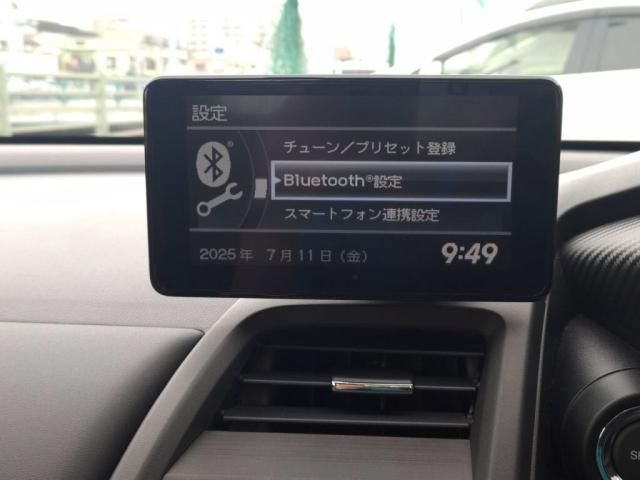 設定
チューン／プリセット登録
Bluetooth®設定
スマートフォン連携設定
2025年 7月11日（金） 9:49